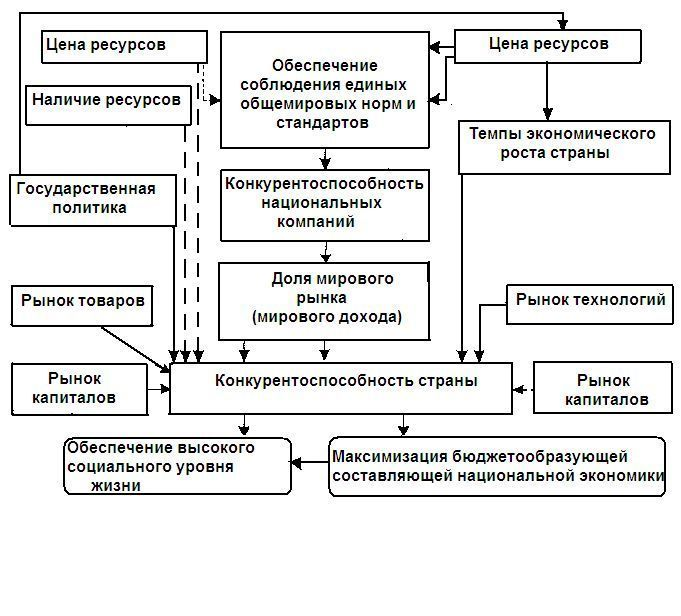 Цена ресурсов
Цена ресурсов
Обеспечение
соблюдения единых
общемировых норм и
стандартов
Наличие ресурсов
Темпы экономического
роста страны
Государственная
политика
Конкурентоспособность
национальных
компаний
Доля мирового
рынка
(мирового дохода)
Рынок товаров
Рынок технологий
Рынок
капиталов
Конкурентоспособность страны
Рынок
капиталов
Обеспечение высокого
социального уровня
жизни
Максимизация бюджетообразующей
составляющей национальной экономики